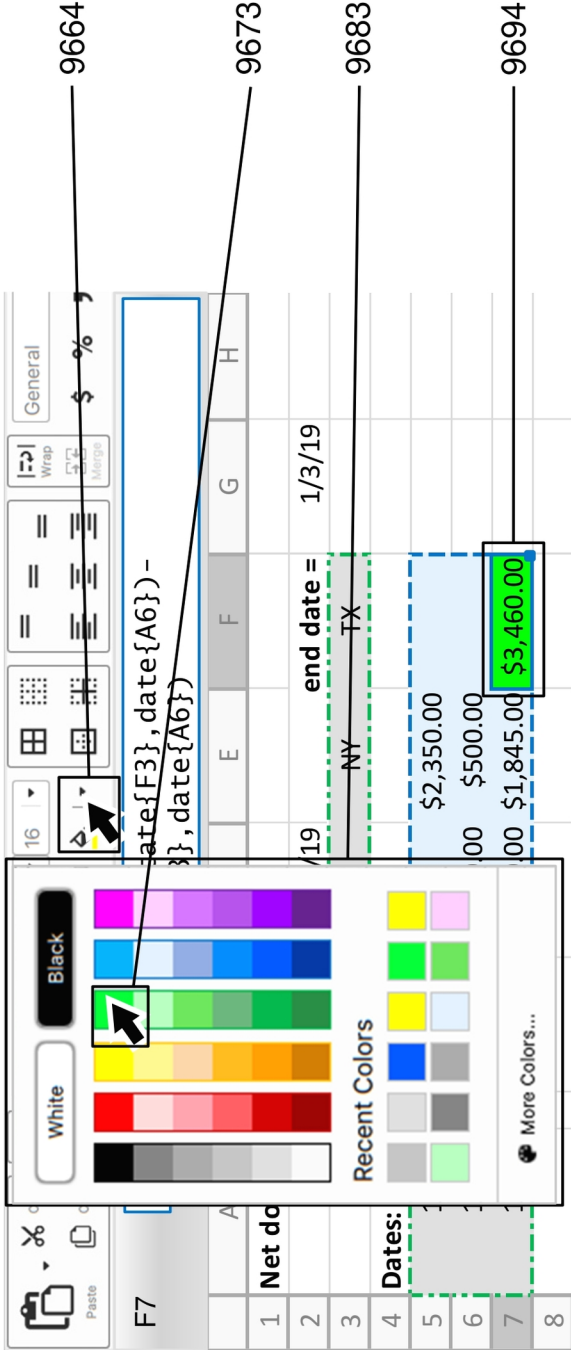 9664
9673
9683
9694
Paste
16
Wrap
Merge
General
$ % ,
F7
ate{F3},date{A6})-
3},date{A6})
A
E
F
G
H
1
Net do
2
/19
end date =
1/3/19
3
NY
TX
4
Dates:
5
$2,350.00
6
.00
$500.00
7
.00
$1,845.00
$3,460.00
8
White
Black
Recent Colors
More Colors...